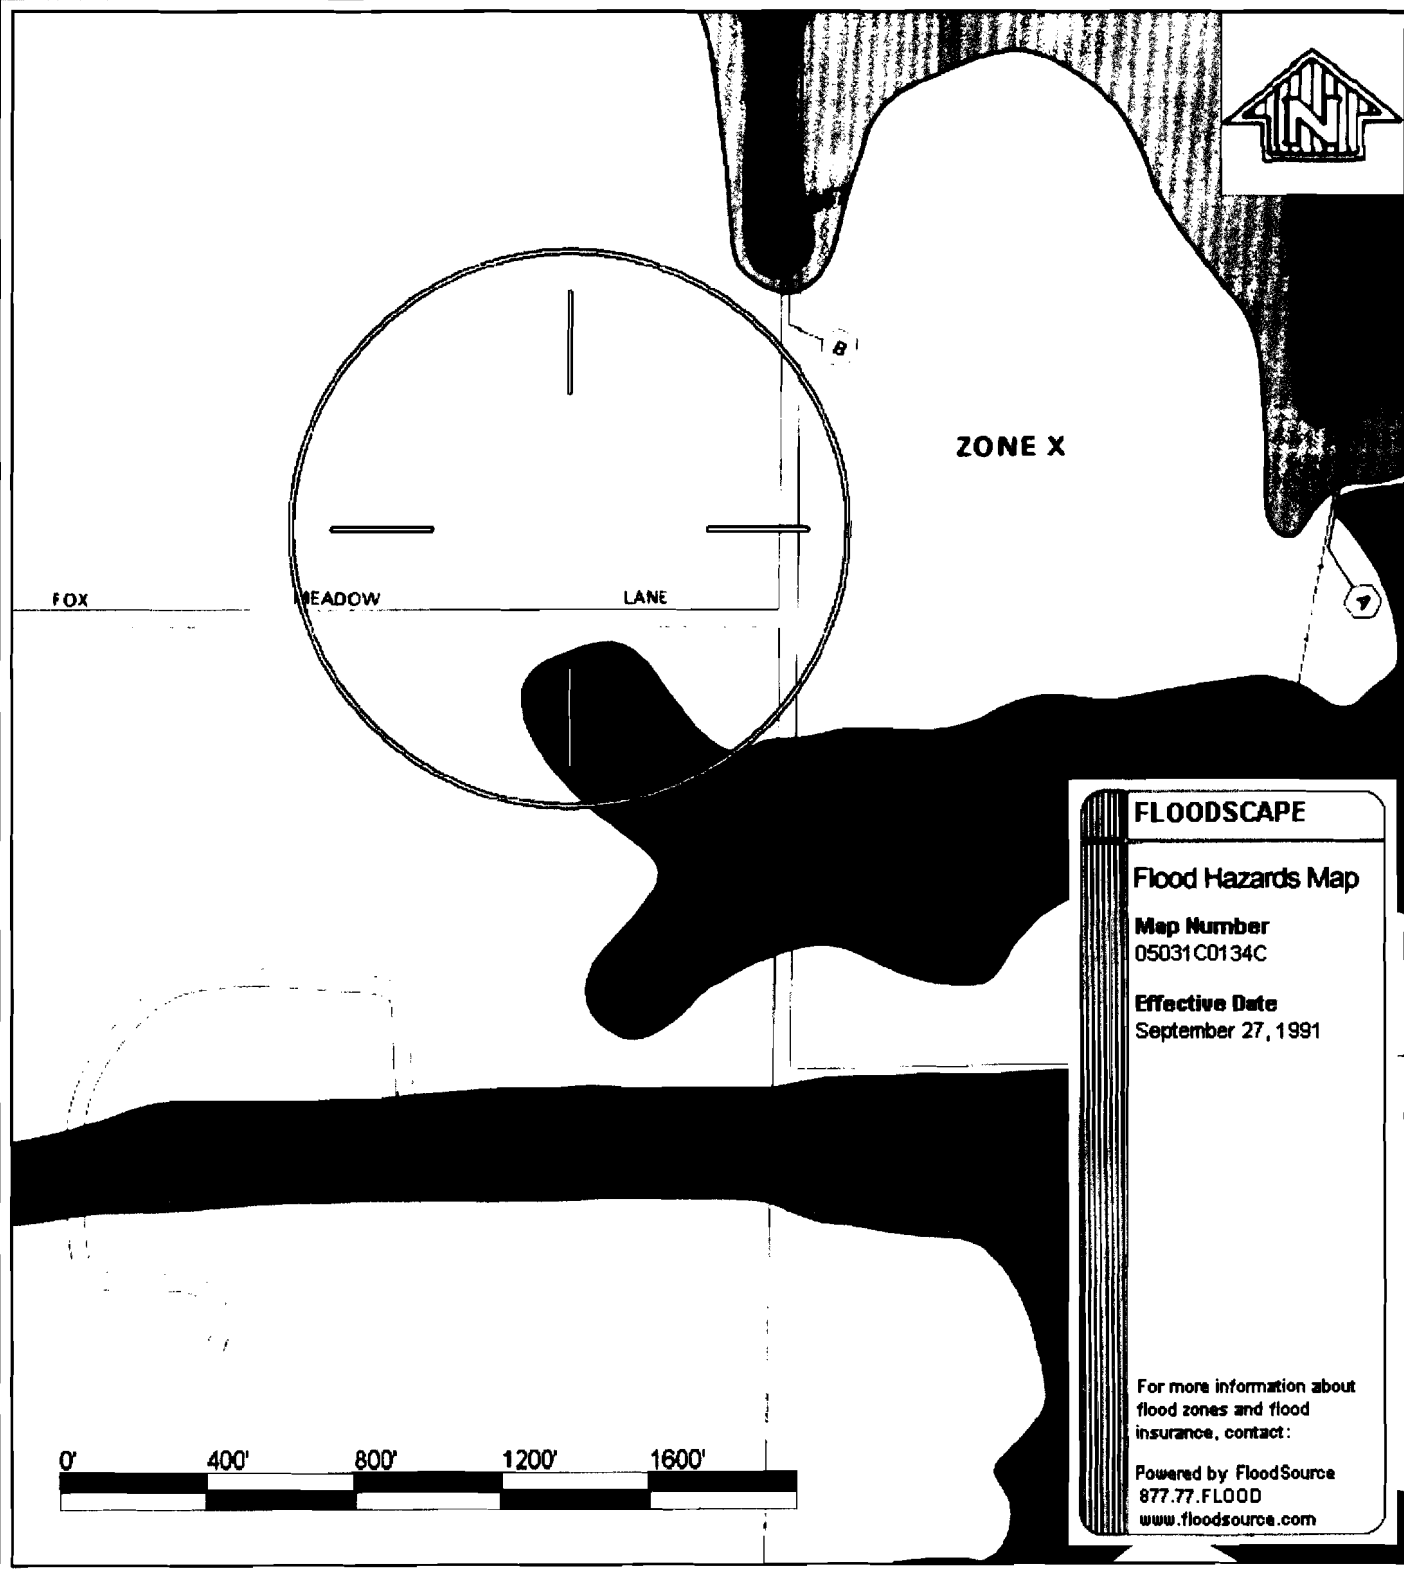 N
B
ZONE X
FOX MEADOW LANE
A
FLOODSCAPE
Flood Hazards Map
Map Number
05031C0134C
Effective Date
September 27, 1991
For more information about
flood zones and flood
insurance, contact:
Powered by FloodSource
877.77.FLOOD
www.floodsource.com
0' 400' 800' 1200' 1600'